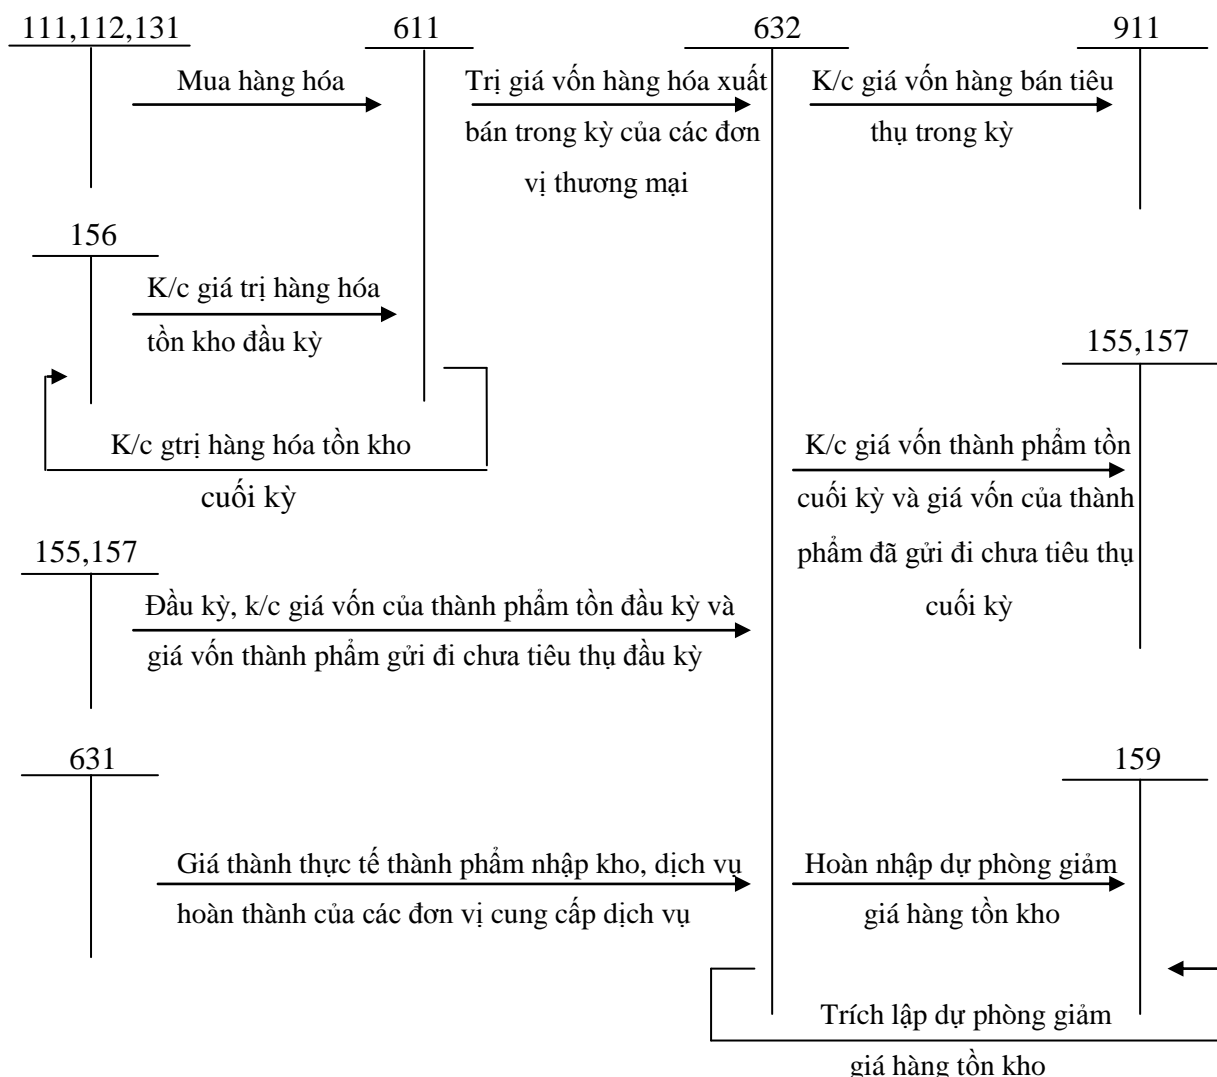 111,112,131
611
632
911
Mua hàng hóa
Trị giá vốn hàng hóa xuất
bán trong kỳ của các đơn
vị thương mại
K/c giá vốn hàng bán tiêu
thụ trong kỳ
156
K/c giá trị hàng hóa
tồn kho đầu kỳ
K/c gtrị hàng hóa tồn kho
cuối kỳ
155,157
K/c giá vốn thành phẩm tồn
cuối kỳ và giá vốn của thành
phẩm đã gửi đi chưa tiêu thụ
cuối kỳ
155,157
Đầu kỳ, k/c giá vốn của thành phẩm tồn đầu kỳ và
giá vốn thành phẩm gửi đi chưa tiêu thụ đầu kỳ
631
159
Giá thành thực tế thành phẩm nhập kho, dịch vụ
hoàn thành của các đơn vị cung cấp dịch vụ
Hoàn nhập dự phòng giảm
giá hàng tồn kho
Trích lập dự phòng giảm
giá hàng tồn kho